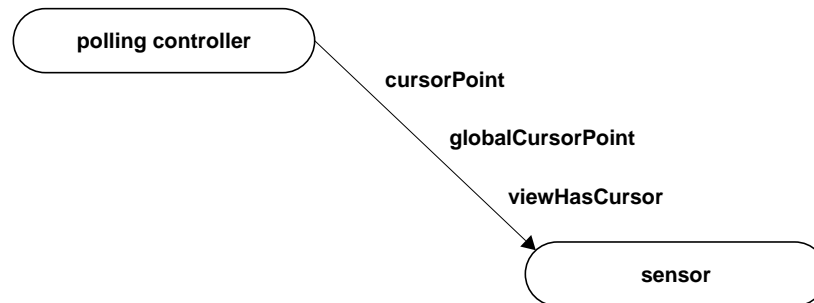 polling controller
cursorPoint
globalCursorPoint
viewHasCursor
sensor